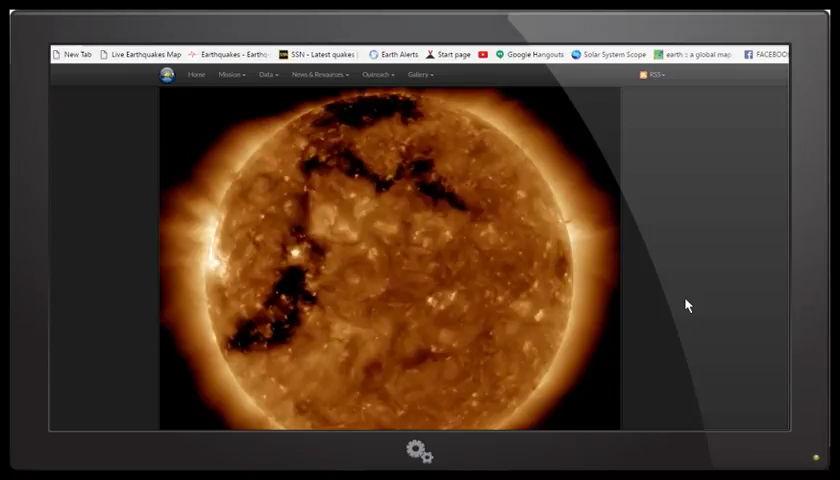 New Tab Live Earthquakes Map Earthquakes - Eartho SSN - Latest quakes | Earth Alerts Start page Google Hangouts Solar System Scope earth :: a global map FACEBOO
Home Mission Data News & Resources Outreach Gallery RSS